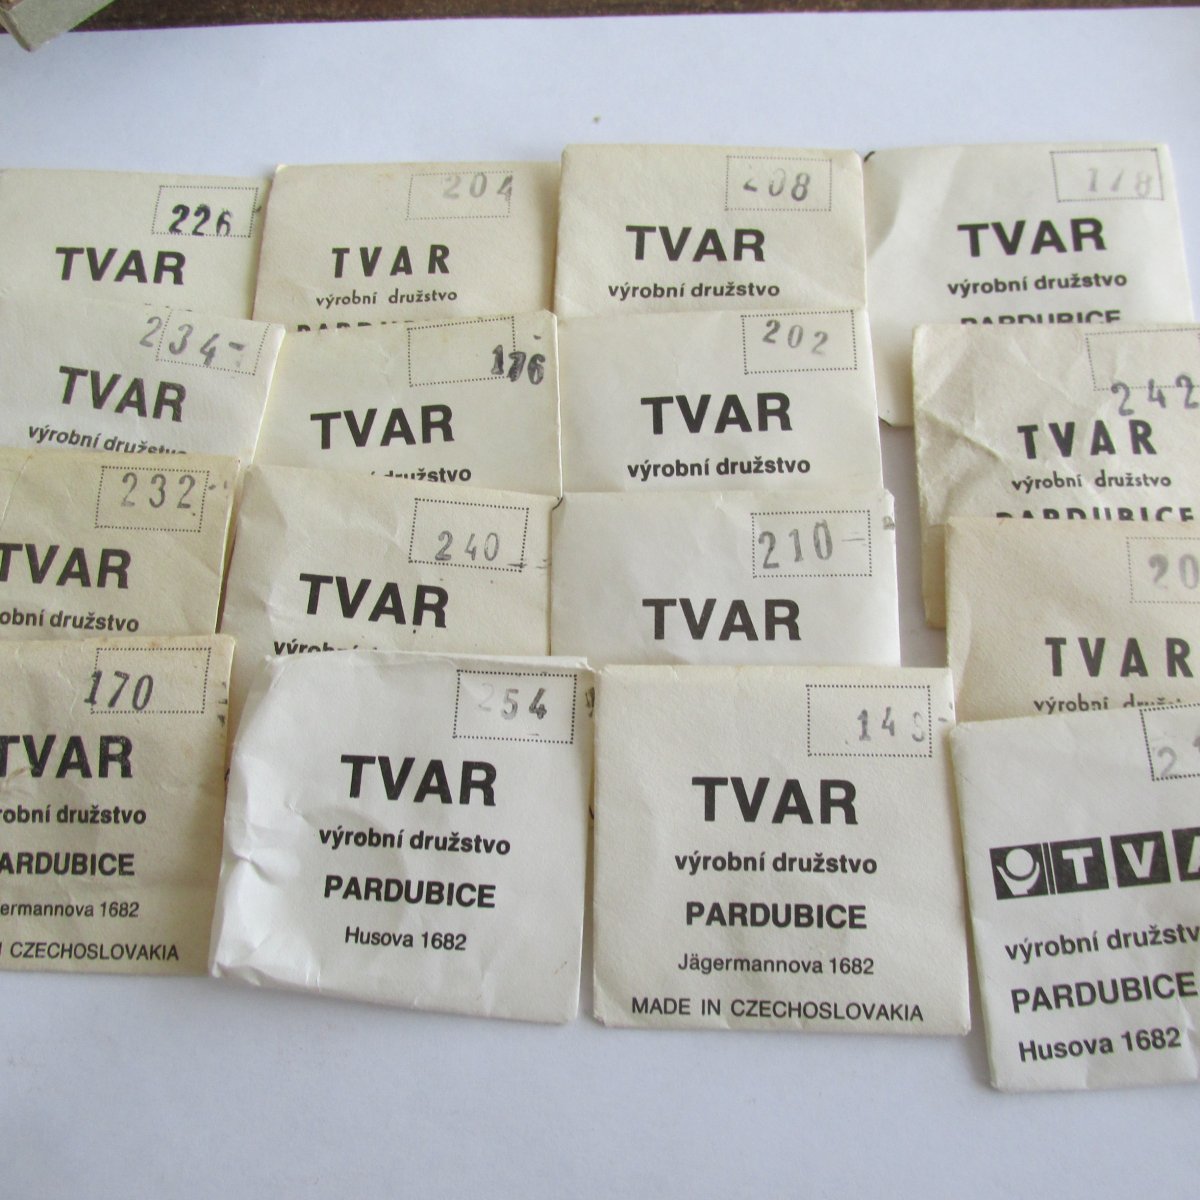 226
TVAR
204
TVAR
výrobní družstvo
208
TVAR
výrobní družstvo
178
TVAR
výrobní družstvo
PARDUBICE
234-
TVAR
výrobní družstvo
176
TVAR
202
TVAR
výrobní družstvo
242
TVAR
výrobní družstvo
PARDUBICE
232
TVAR
družstvo
240
TVAR
210
TVAR
TVAR
170
TVAR
družstvo
CZECHOSLOVAKIA
254
TVAR
výrobní družstvo
PARDUBICE
Husova 1682
TVAR
výrobní družstvo
PARDUBICE
Jägermannova 1682
MADE IN CZECHOSLOVAKIA
výrobní
PARDUBICE
Husova 1682